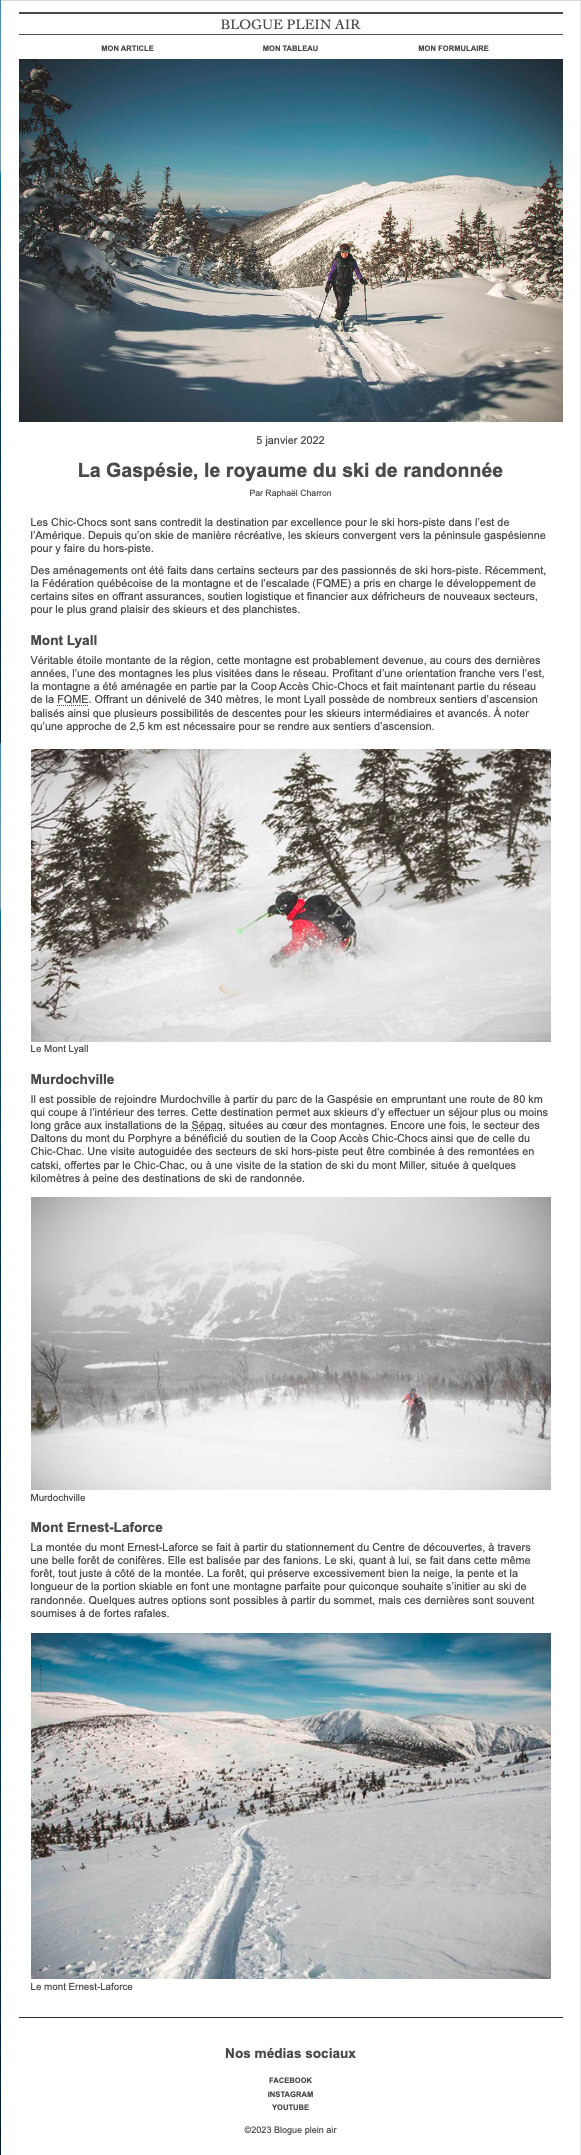 BLOGUE PLEIN AIR
MON ARTICLE MON TABLEAU MON FORMULAIRE
5 janvier 2022
La Gaspésie, le royaume du ski de randonnée
Par Raphaël Charron
Les Chic-Chocs sont sans contredit la destination par excellence pour le ski hors-piste dans l'est de
l'Amérique. Depuis qu'on skie de manière récréative, les skieurs convergent vers la péninsule gaspésienne
pour y faire du hors-piste.
Des aménagements ont été faits dans certains secteurs par des passionnés de ski hors-piste. Récemment,
la Fédération québécoise de la montagne et de l'escalade (FQME) a pris en charge le développement de
certains sites en offrant assurances, soutien logistique et financier aux défricheurs de nouveaux secteurs,
pour le plus grand plaisir des skieurs et des planchistes.
Mont Lyall
Véritable étoile montante de la région, cette montagne est probablement devenue, au cours des dernières
années, l'une des montagnes les plus visitées dans le réseau. Profitant d'une orientation franche vers l'est,
la montagne a été aménagée en partie par la Coop Accès Chic-Chocs et fait maintenant partie du réseau
de la FQME. Offrant un dénivelé de 340 mètres, le mont Lyall possède de nombreux sentiers d'ascension
balisés ainsi que plusieurs possibilités de descentes pour les skieurs intermédiaires et avancés. À noter
qu'une approche de 2,5 km est nécessaire pour se rendre aux sentiers d'ascension.
Le Mont Lyall
Murdochville
Il est possible de rejoindre Murdochville à partir du parc de la Gaspésie en empruntant une route de 80 km
qui coupe à l'intérieur des terres. Cette destination permet aux skieurs d'y effectuer un séjour plus ou moins
long grâce aux installations de la Sépaq, situées au cœur des montagnes. Encore une fois, le secteur des
Daltons du mont du Porphyre a bénéficié du soutien de la Coop Accès Chic-Chocs ainsi que de celle du
Chic-Chac. Une visite autoguidée des secteurs de ski hors-piste peut être combinée à des remontées en
catski, offertes par le Chic-Chac, ou à une visite de la station de ski du mont Miller, située à quelques
kilomètres à peine des destinations de ski de randonnée.
Murdochville
Mont Ernest-Laforce
La montée du mont Ernest-Laforce se fait à partir du stationnement du Centre de découvertes, à travers
une belle forêt de conifères. Elle est balisée par des fanions. Le ski, quant à lui, se fait dans cette même
forêt, tout juste à côté de la montée. La forêt, qui préserve excessivement bien la neige, la pente et la
longueur de la portion skiable en font une montagne parfaite pour quiconque souhaite s'initier au ski de
randonnée. Quelques autres options sont possibles à partir du sommet, mais ces dernières sont souvent
soumises à de fortes rafales.
Le mont Ernest-Laforce
Nos médias sociaux
FACEBOOK
INSTAGRAM
YOUTUBE
©2023 Blogue plein air